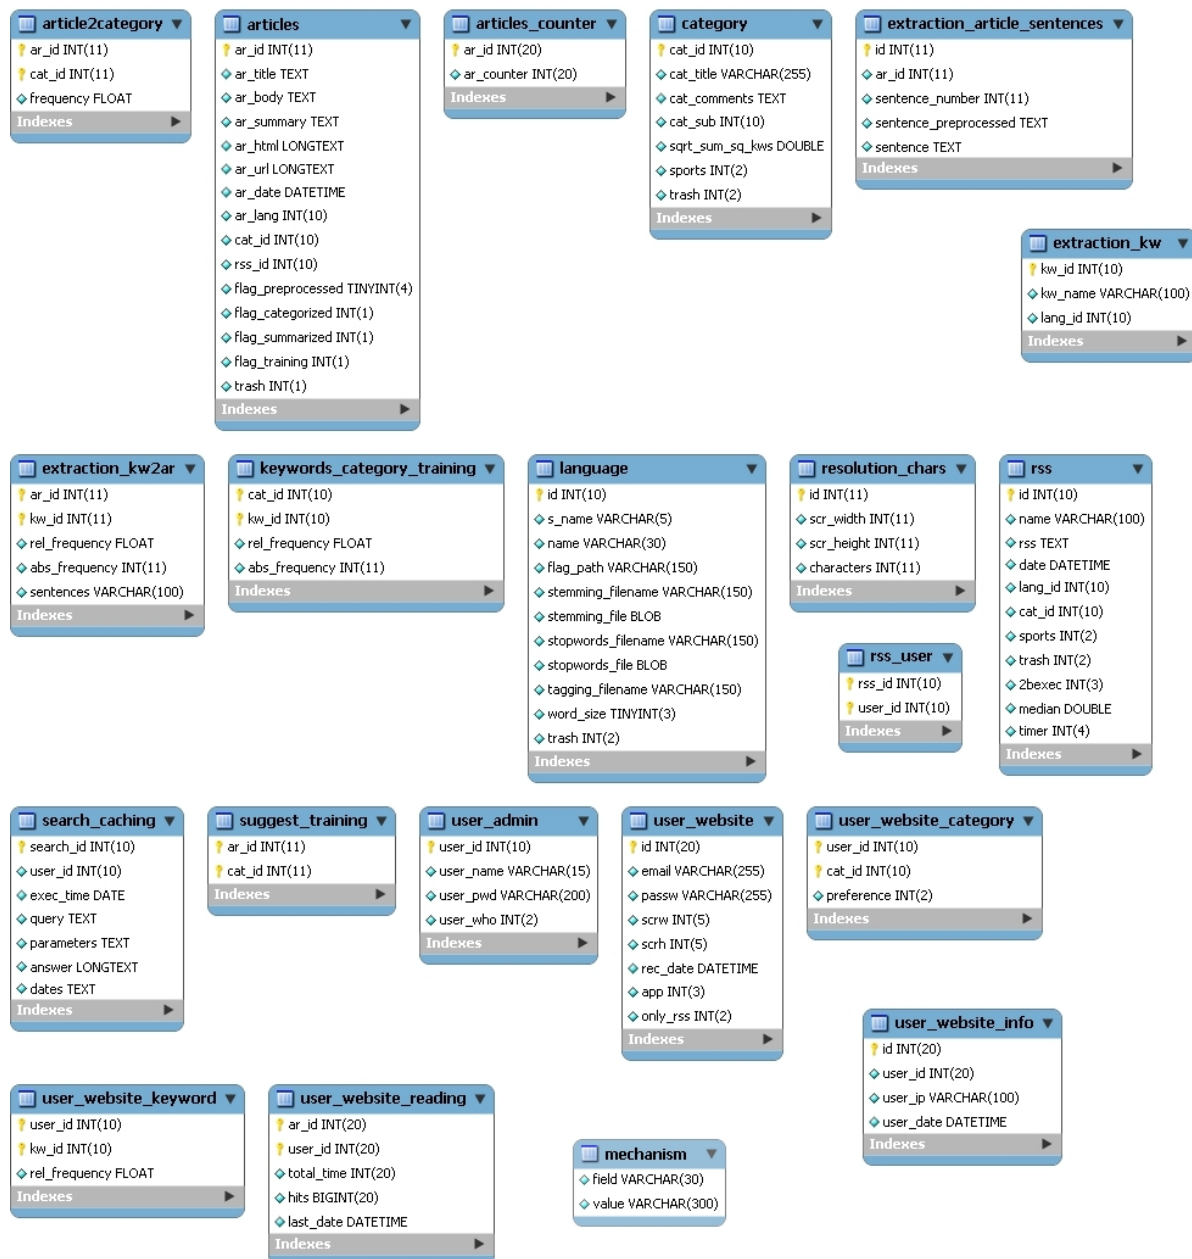 article2category
ar_id INT(11)
cat_id INT(11)
frequency FLOAT
Indexes
articles
ar_id INT(11)
ar_title TEXT
ar_body TEXT
ar_summary TEXT
ar_html LONGTEXT
ar_url LONGTEXT
ar_date DATETIME
ar_lang INT(10)
cat_id INT(10)
rss_id INT(10)
flag_preprocessed TINYINT(4)
flag_categorized INT(1)
flag_summarized INT(1)
flag_training INT(1)
trash INT(1)
Indexes
articles_counter
ar_id INT(20)
ar_counter INT(20)
Indexes
category
cat_id INT(10)
cat_title VARCHAR(255)
cat_comments TEXT
cat_sub INT(10)
sqrt_sum_sq_kws DOUBLE
sports INT(2)
trash INT(2)
Indexes
extraction_article_sentences
id INT(11)
ar_id INT(11)
sentence_number INT(11)
sentence_preprocessed TEXT
sentence TEXT
Indexes
extraction_kw
kw_id INT(10)
kw_name VARCHAR(100)
lang_id INT(10)
Indexes
extraction_kw2ar
ar_id INT(11)
kw_id INT(11)
rel_frequency FLOAT
abs_frequency INT(11)
sentences VARCHAR(100)
Indexes
keywords_category_training
cat_id INT(10)
kw_id INT(10)
rel_frequency FLOAT
abs_frequency INT(11)
Indexes
language
id INT(10)
s_name VARCHAR(5)
name VARCHAR(30)
flag_path VARCHAR(150)
stemming_filename VARCHAR(150)
stemming_file BLOB
stopwords_filename VARCHAR(150)
stopwords_file BLOB
tagging_filename VARCHAR(150)
word_size TINYINT(3)
trash INT(2)
Indexes
resolution_chars
id INT(11)
scr_width INT(11)
scr_height INT(11)
characters INT(11)
Indexes
rss
id INT(10)
name VARCHAR(100)
rss TEXT
date DATETIME
lang_id INT(10)
cat_id INT(10)
sports INT(2)
trash INT(2)
2bexec INT(3)
median DOUBLE
timer INT(4)
Indexes
rss_user
rss_id INT(10)
user_id INT(10)
Indexes
search_caching
search_id INT(10)
user_id INT(10)
exec_time DATE
query TEXT
parameters TEXT
answer LONGTEXT
dates TEXT
Indexes
suggest_training
ar_id INT(11)
cat_id INT(11)
Indexes
user_admin
user_id INT(10)
user_name VARCHAR(15)
user_pwd VARCHAR(200)
user_who INT(2)
Indexes
user_website
id INT(20)
email VARCHAR(255)
passw VARCHAR(255)
scrw INT(5)
scrh INT(5)
rec_date DATETIME
app INT(3)
only_rss INT(2)
Indexes
user_website_category
user_id INT(10)
cat_id INT(10)
preference INT(2)
Indexes
user_website_info
id INT(20)
user_id INT(20)
user_ip VARCHAR(100)
user_date DATETIME
Indexes
user_website_keyword
user_id INT(10)
kw_id INT(10)
rel_frequency FLOAT
Indexes
user_website_reading
ar_id INT(20)
user_id INT(20)
total_time INT(20)
hits BIGINT(20)
last_date DATETIME
Indexes
mechanism
field VARCHAR(30)
value VARCHAR(300)